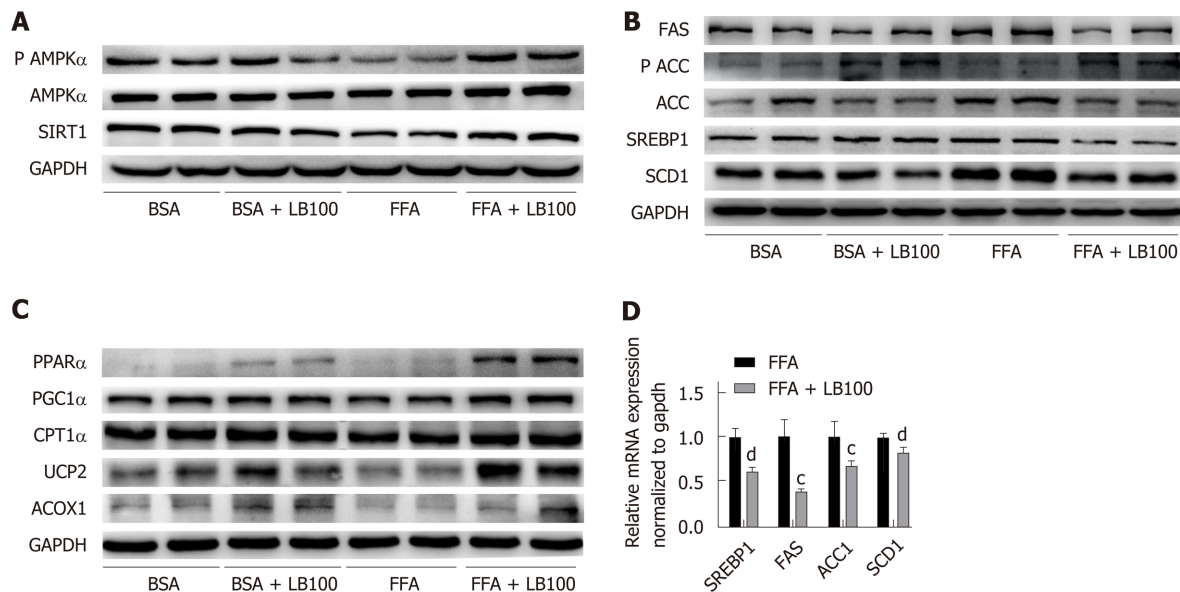 A
P AMPKα
AMPKα
SIRT1
GAPDH
BSA BSA + LB100 FFA FFA + LB100
B
FAS
P ACC
ACC
SREBP1
SCD1
GAPDH
BSA BSA + LB100 FFA FFA + LB100
C
PPARα
PGC1α
CPT1α
UCP2
ACOX1
GAPDH
BSA BSA + LB100 FFA FFA + LB100
D
Relative mRNA expression
normalized to gapdh
FFA
FFA + LB100
1.5
1.0
0.5
0.0
d c c d
SREBP1 FAS ACC1 SCD1